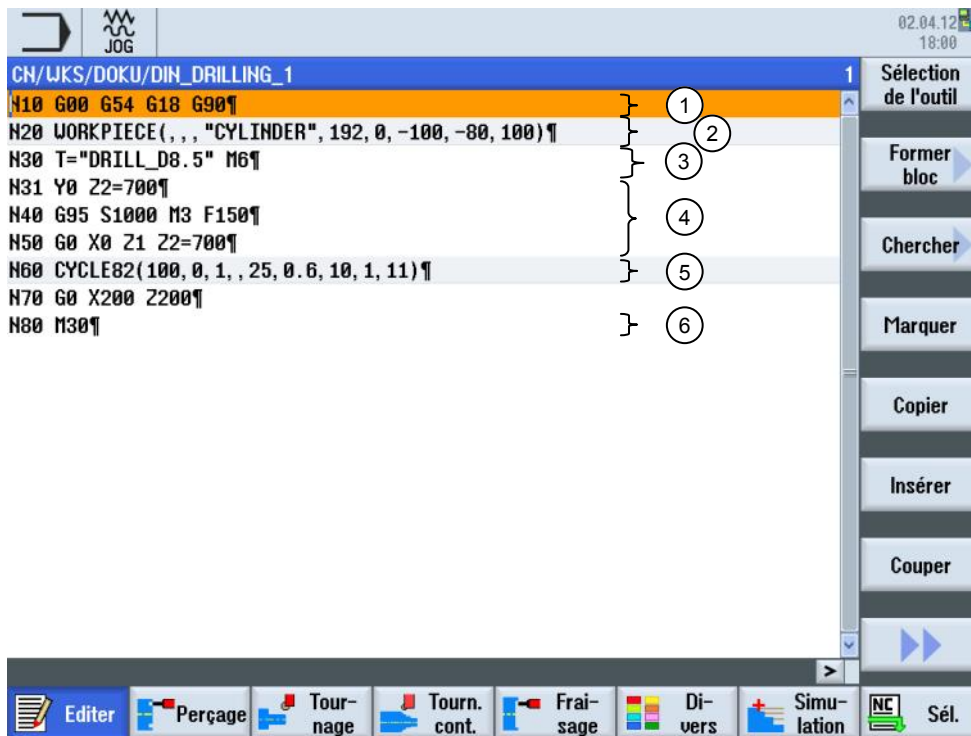 JOG
02.04.12
18:00
CN/WKS/DOKU/DIN_DRILLING_1 1
N10 G00 G54 G18 G90¶ 1
N20 WORKPIECE(,,,"CYLINDER",192,0,-100,-80,100)¶ 2
N30 T="DRILL_D8.5" M6¶ 3
N31 Y0 Z2=700¶
N40 G95 S1000 M3 F150¶ 4
N50 G0 X0 Z1 Z2=700¶
N60 CYCLE82(100,0,1,,25,0.6,10,1,11)¶ 5
N70 G0 X200 Z200¶
N80 M30¶ 6
Sélection
de l'outil
Former
bloc
Chercher
Marquer
Copier
Insérer
Couper
>
Editer
Perçage
Tour-
nage
Tourn.
cont.
Frai-
sage
Di-
vers
Simu-
lation
NC
Sél.